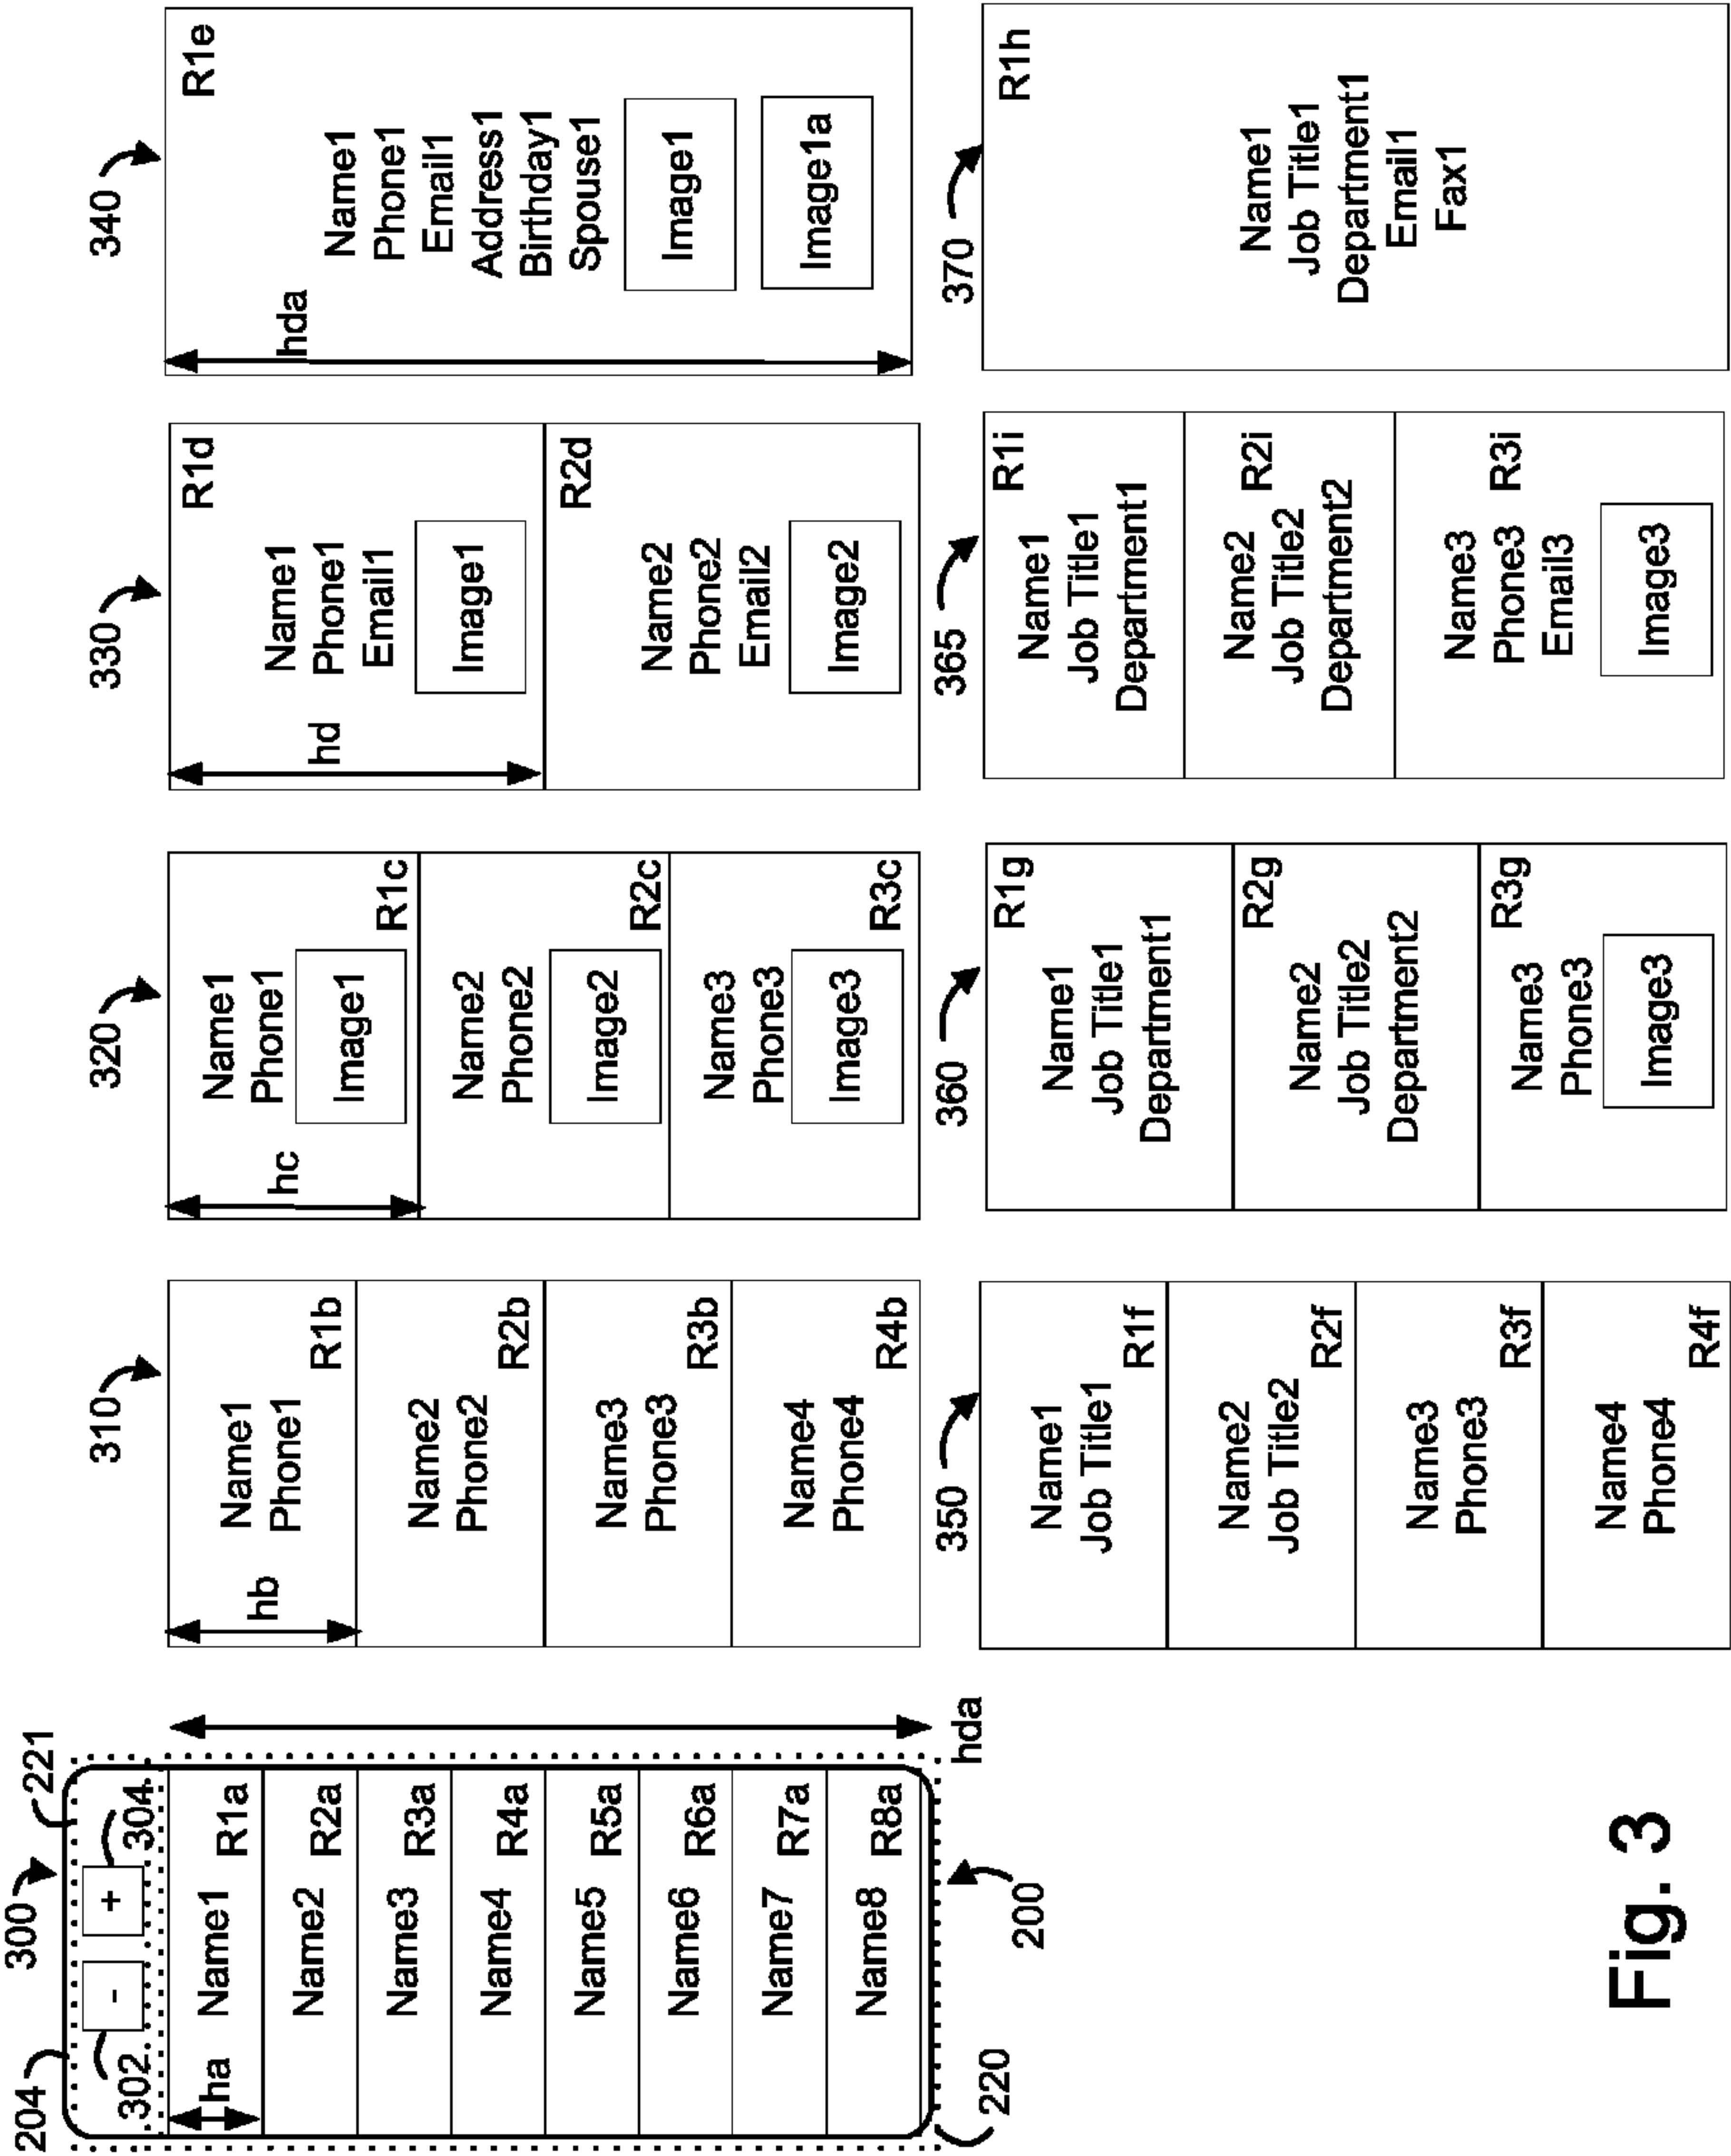 300
204
221
-
+
302
304
ha
Name1
R1a
Name2
R2a
Name3
R3a
Name4
R4a
Name5
R5a
Name6
R6a
Name7
R7a
Name8
R8a
hda
220
200
310
hb
Name1
Phone1
R1b
Name2
Phone2
R2b
Name3
Phone3
R3b
Name4
Phone4
R4b
320
hc
Name1
Phone1
Image1
R1c
Name2
Phone2
Image2
R2c
Name3
Phone3
Image3
R3c
330
R1d
hd
Name1
Phone1
Email1
Image1
R2d
Name2
Phone2
Email2
Image2
340
R1e
hda
Name1
Phone1
Email1
Address1
Birthday1
Spouse1
Image1
Image1a
350
Name1
Job Title1
R1f
Name2
Job Title2
R2f
Name3
Phone3
R3f
Name4
Phone4
R4f
360
R1g
Name1
Job Title1
Department1
R2g
Name2
Job Title2
Department2
R3g
Name3
Phone3
Image3
365
R1i
Name1
Job Title1
Department1
R2i
Name2
Job Title2
Department2
R3i
Name3
Phone3
Email3
Image3
370
R1h
Name1
Job Title1
Department1
Email1
Fax1
Fig. 3